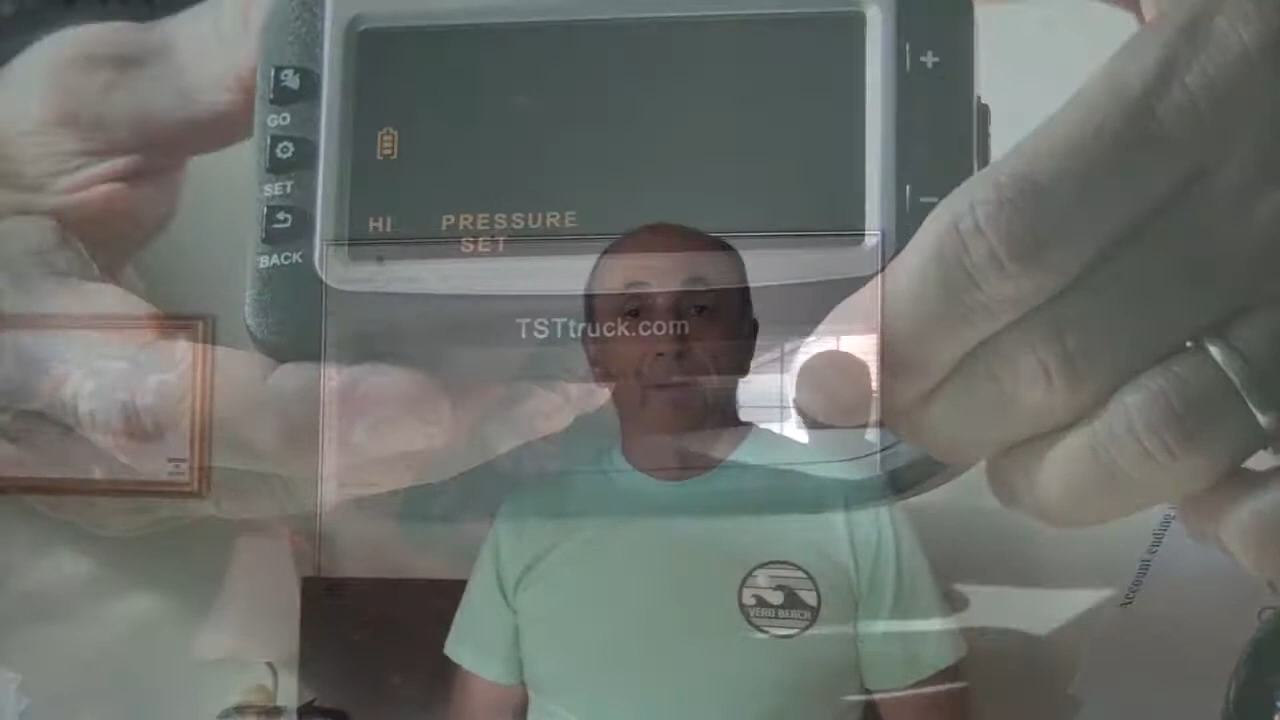 GO
SET
BACK
+
−
HI PRESSURE
SET
TSTtruck.com
VERO BEACH
Account ending